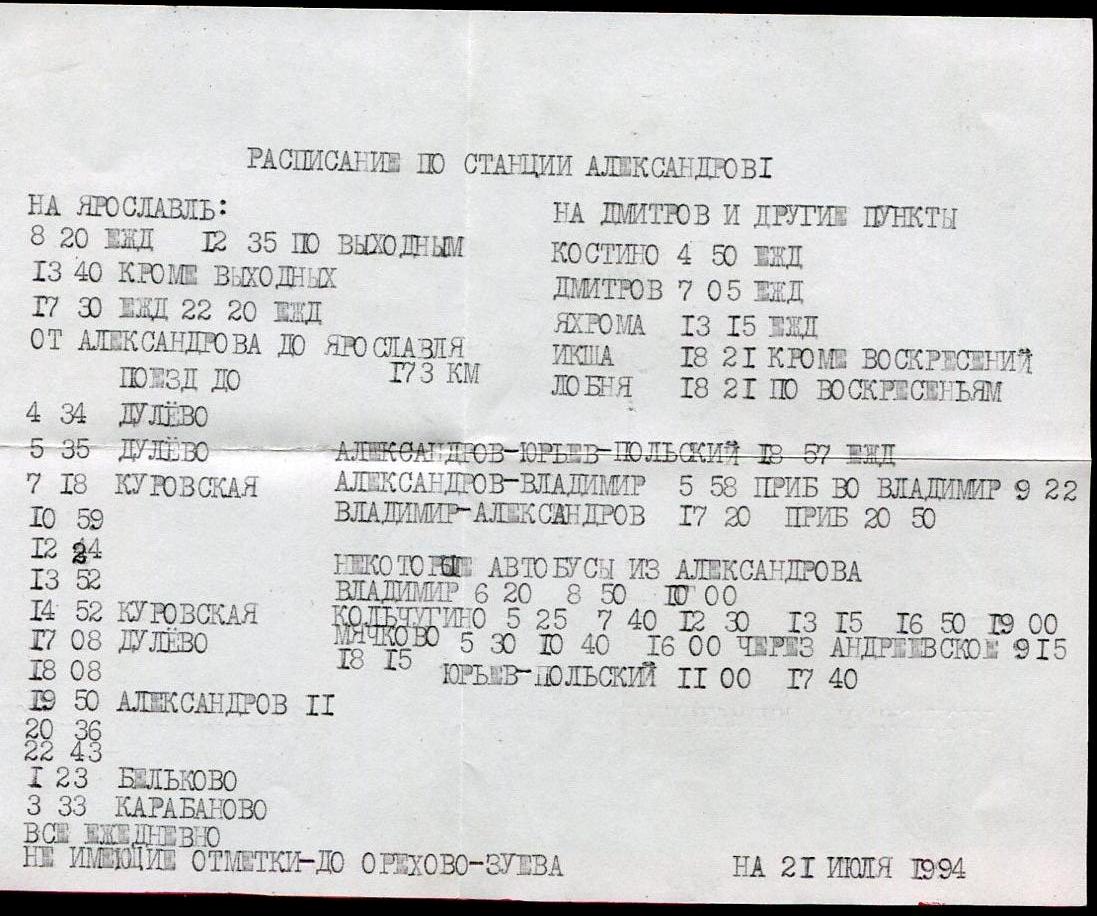 РАСПИСАНИЕ ПО СТАНЦИИ АЛЕКСАНДРОВI
НА ЯРОСЛАВЛЬ:
8 20 ЕЖД 12 35 ПО ВЫХОДНЫМ
13 40 КРОМЕ ВЫХОДНЫХ
17 30 ЕЖД 22 20 ЕЖД
ОТ АЛЕКСАНДРОВА ДО ЯРОСЛАВЛЯ
173 КМ
НА ДМИТРОВ И ДРУГИЕ ПУНКТЫ
КОСТИНО 4 50 ЕЖД
ДМИТРОВ 7 05 ЕЖД
ЯХРОМА 13 15 ЕЖД
ИКША 18 21 КРОМЕ ВОСКРЕСЕНИЙ
ЛОБНЯ 18 21 ПО ВОСКРЕСЕНЬЯМ
ПОЕЗД ДО
4 34 ДУЛЁВО
5 35 ДУЛЁВО
7 18 КУРОВСКАЯ
10 59
12 24
13 52
14 52 КУРОВСКАЯ
17 08 ДУЛЁВО
18 08
19 50 АЛЕКСАНДРОВ II
20 36
22 43
1 23 БЕЛЬКОВО
3 33 КАРАБАНОВО
ВСЕ ЕЖЕДНЕВНО
НЕ ИМЕЮЩИЕ ОТМЕТКИ-ДО ОРЕХОВО-ЗУЕВА
АЛЕКСАНДРОВ-ЮРЬЕВ-ПОЛЬСКИЙ 18 57 ЕЖД
АЛЕКСАНДРОВ-ВЛАДИМИР 5 58 ПРИБ ВО ВЛАДИМИР 9 22
ВЛАДИМИР-АЛЕКСАНДРОВ 17 20 ПРИБ 20 50
НЕКОТОРЫЕ АВТОБУСЫ ИЗ АЛЕКСАНДРОВА
ВЛАДИМИР 6 20 8 50 10 00
КОЛЬЧУГИНО 5 25 7 40 12 30 13 15 16 50 19 00
МЯЧКОВО 5 30 10 40 16 00 ЧЕРЕЗ АНДРЕЕВСКОЕ 9 15
18 15
ЮРЬЕВ-ПОЛЬСКИЙ 11 00 17 40
НА 21 ИЮЛЯ 1994